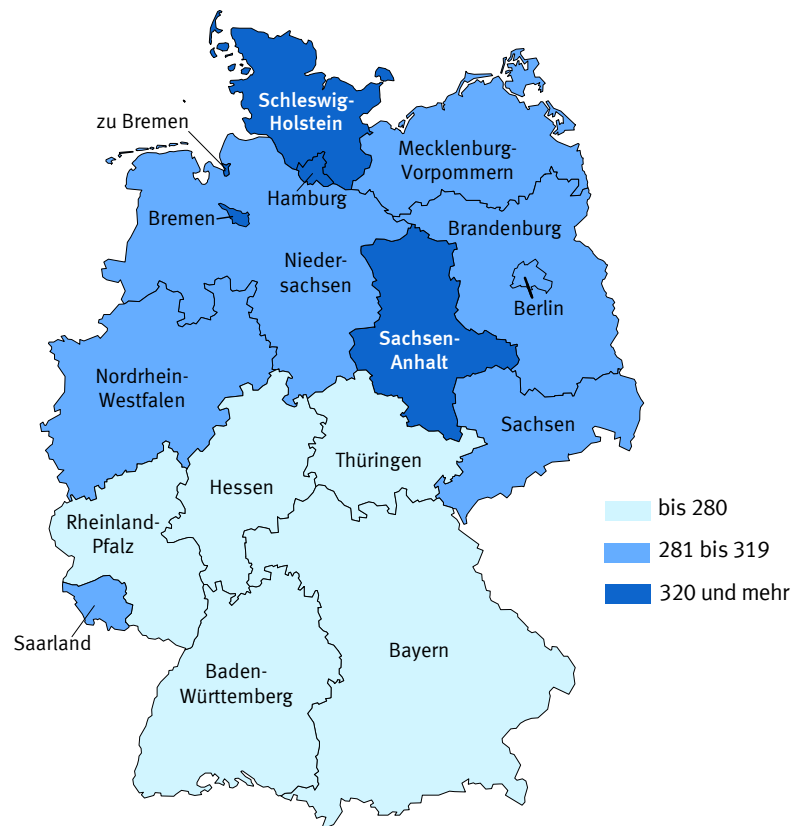 Schleswig-
Holstein
zu Bremen
Mecklenburg-
Vorpommern
Hamburg
Bremen
Brandenburg
Nieder-
sachsen
Berlin
Sachsen-
Anhalt
Nordrhein-
Westfalen
Sachsen
Thüringen
Hessen
Rheinland-
Pfalz
Saarland
Baden-
Württemberg
Bayern
bis 280
281 bis 319
320 und mehr